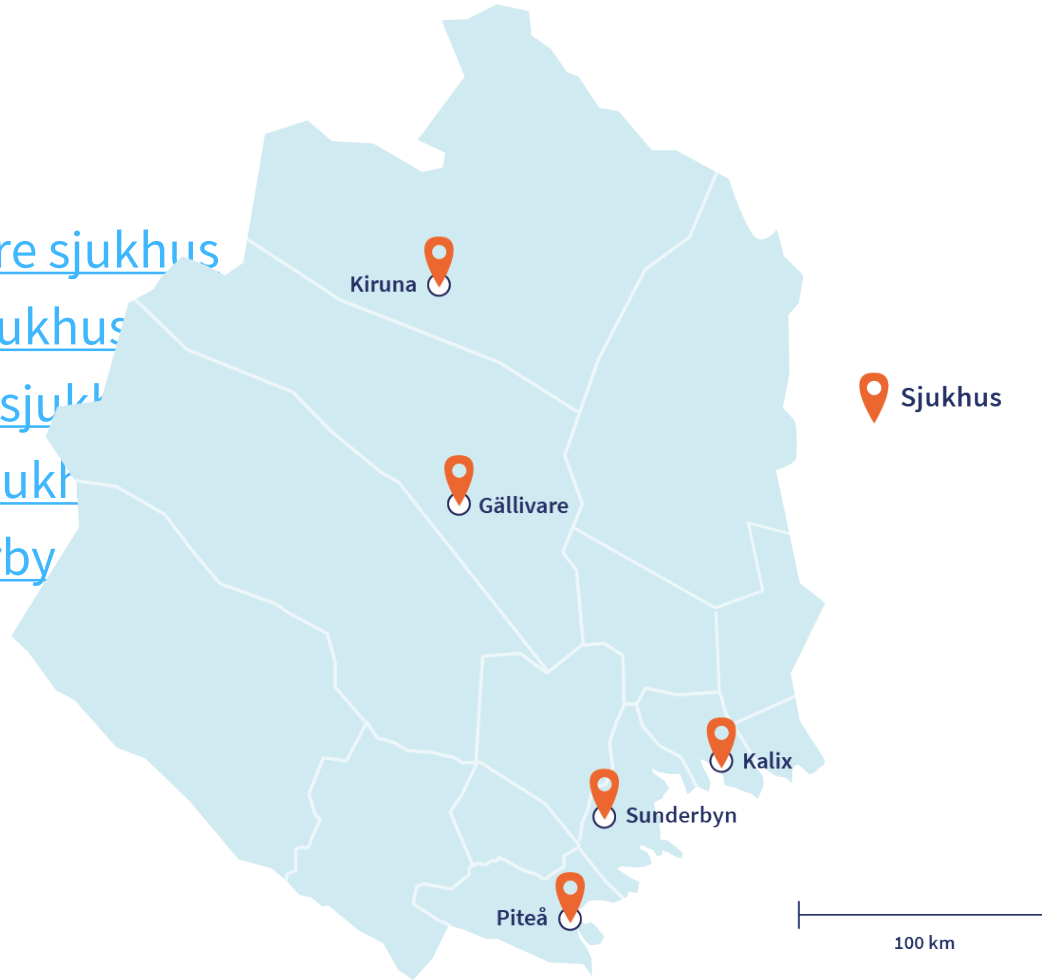 re sjukhus
Kiruna
ukhus
Sjukhus
sjukh
ukh
Gällivare
by
Kalix
Sunderbyn
Piteå
100 km